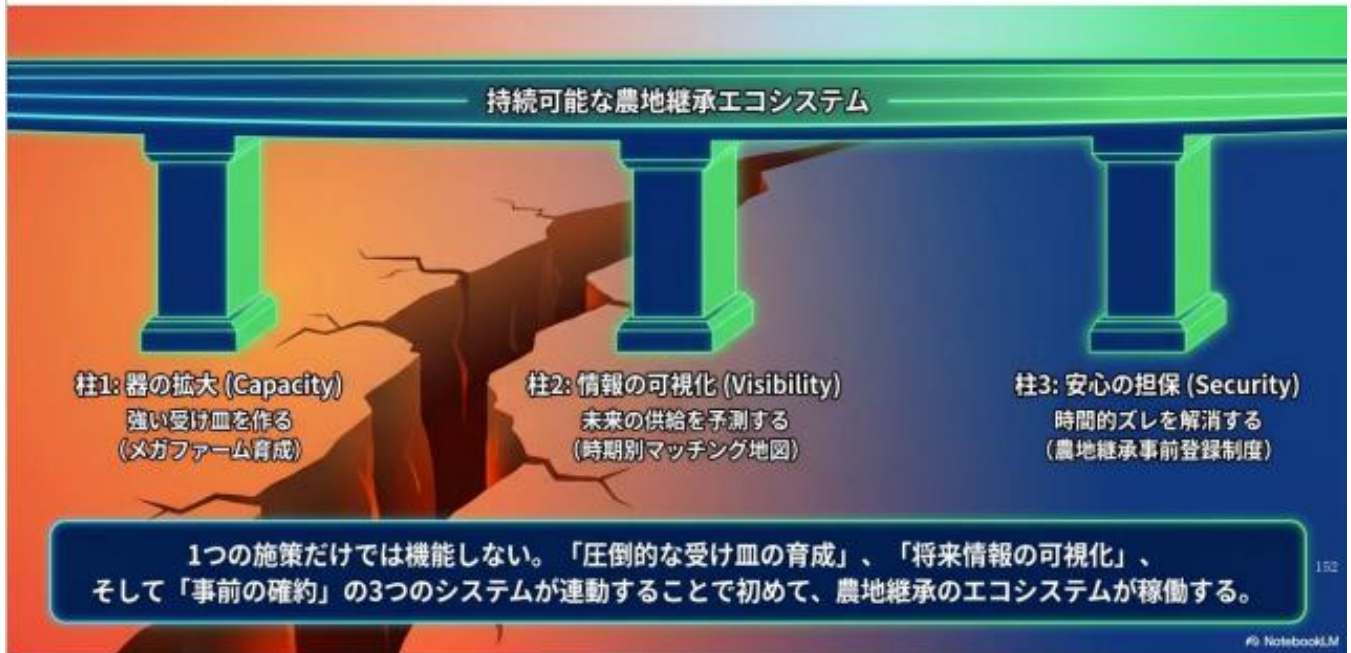 持続可能な農地継承エコシステム
柱1: 器の拡大 (Capacity)
強い受け皿を作る
(メガファーム育成)
柱2: 情報の可視化 (Visibility)
未来の供給を予測する
(時期別マッチング地図)
柱3: 安心の担保 (Security)
時間的ズレを解消する
(農地継承事前登録制度)
1つの施策だけでは機能しない。「圧倒的な受け皿の育成」、「将来情報の可視化」、
そして「事前の確約」の3つのシステムが連動することで初めて、農地継承のエコシステムが稼働する。
152
NotebookLM